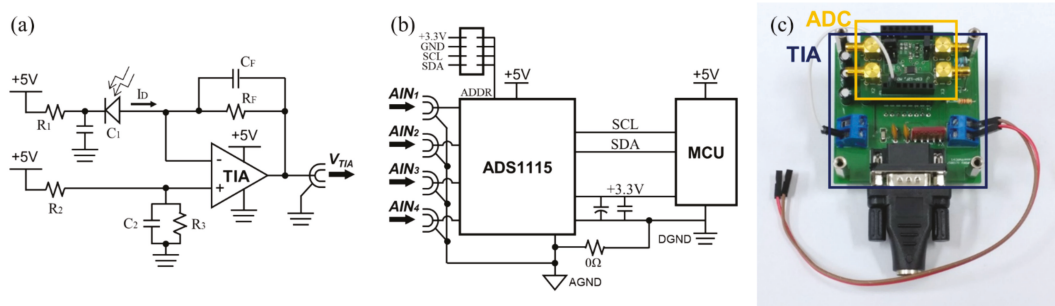 (a)
+5V
R1
C1
ID
CF
RF
+5V
-
TIA
+
VTIA
+5V
R2
C2
R3
(b)
+3.3V
GND
SCL
SDA
ADDR
+5V
+5V
AIN1
AIN2
AIN3
AIN4
ADS1115
SCL
SDA
MCU
+3.3V
0Ω
DGND
AGND
(c)
ADC
TIA